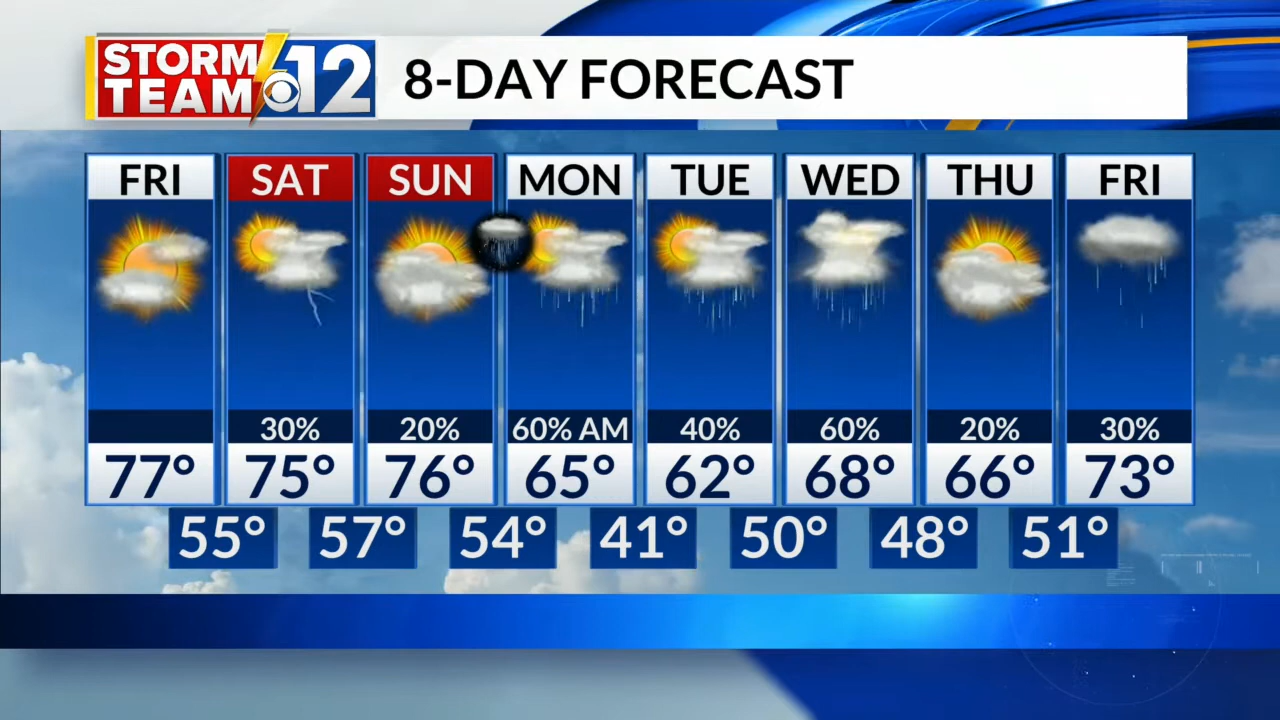 STORM
TEAM 12
8-DAY FORECAST
FRI SAT SUN MON TUE WED THU FRI
30% 20% 60% AM 40% 60% 20% 30%
77° 75° 76° 65° 62° 68° 66° 73°
55° 57° 54° 41° 50° 48° 51°